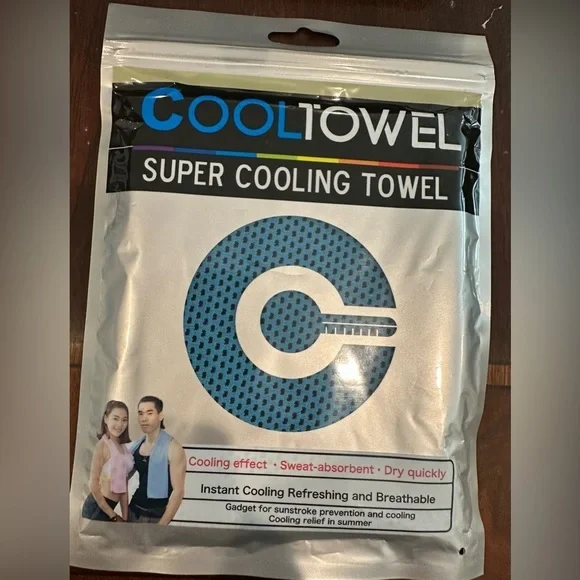 COOLTOWEL
SUPER COOLING TOWEL
Cooling effect · Sweat-absorbent · Dry quickly
Instant Cooling Refreshing and Breathable
Gadget for sunstroke prevention and cooling
Cooling relief in summer